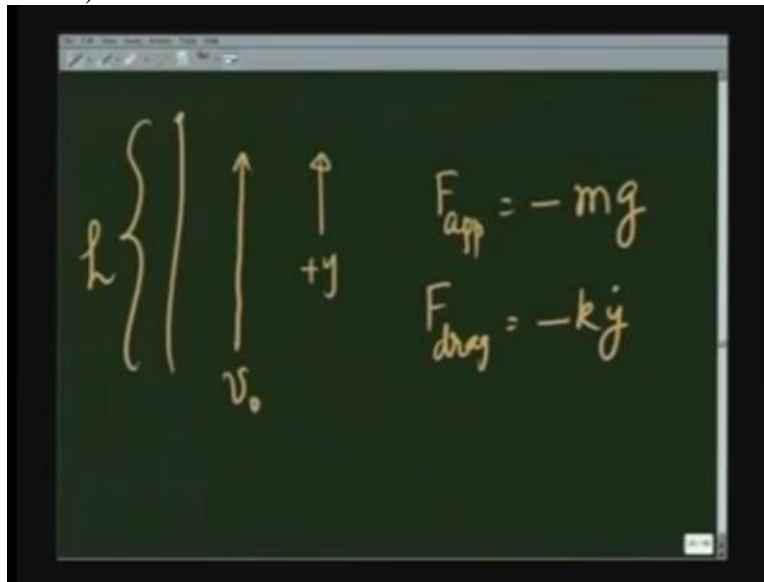 h
v₀
+y
F_app = -mg
F_drag = -kẏ